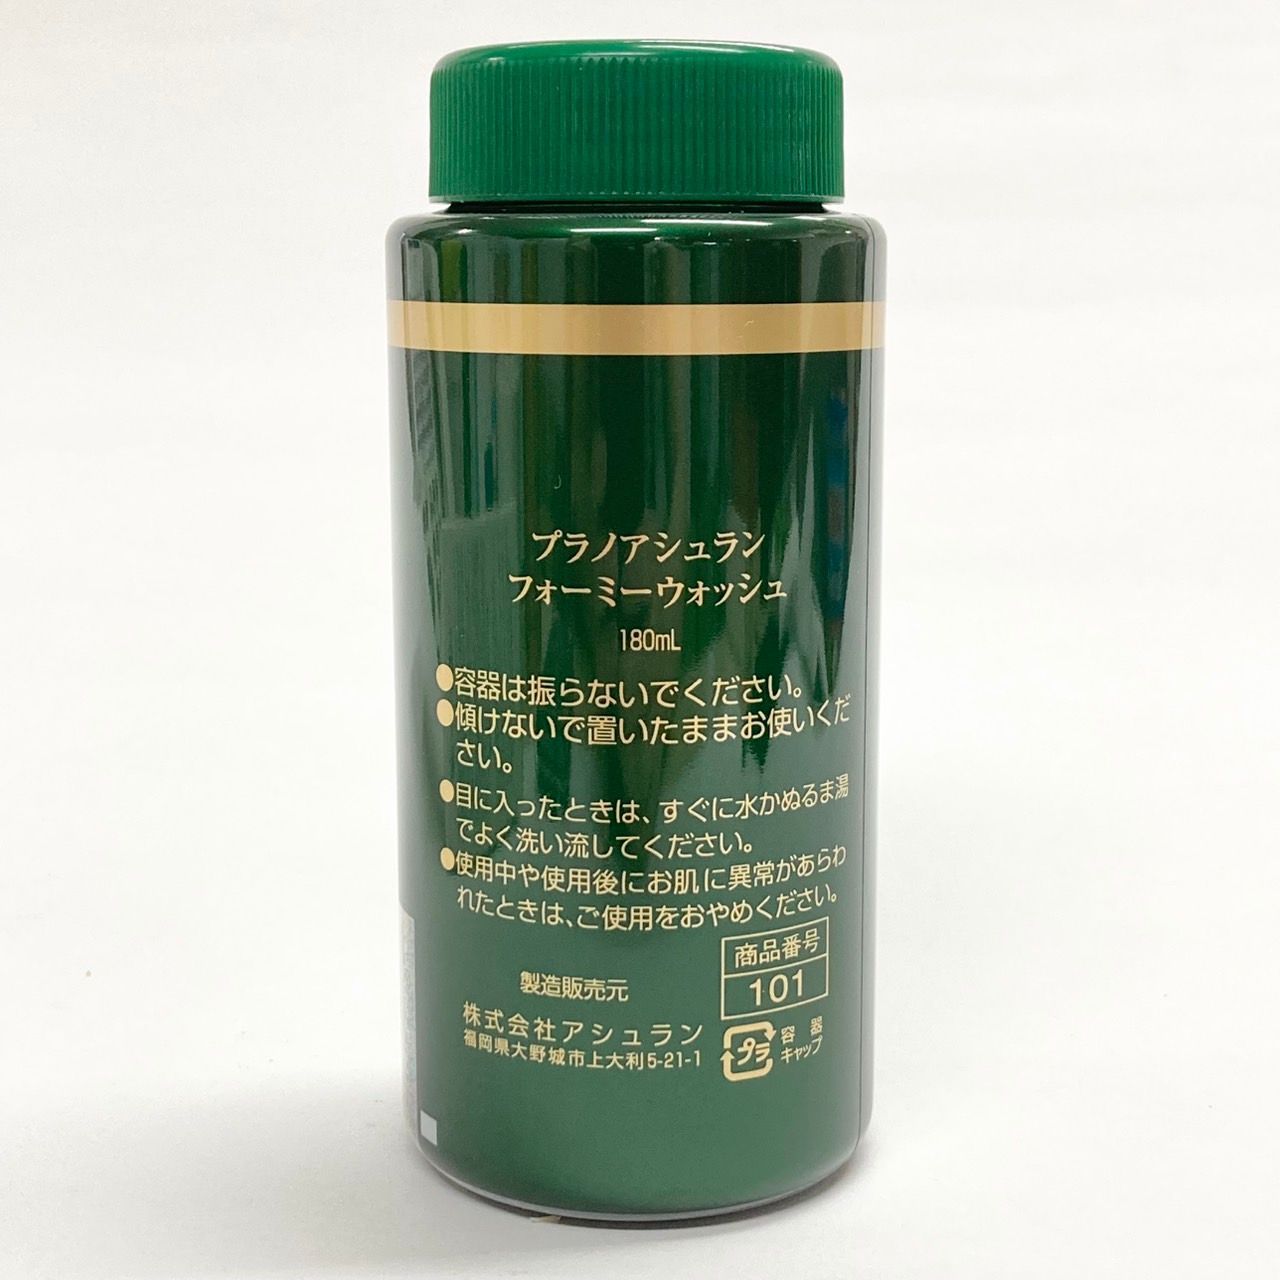 プラノアシュラン
フォーミーウォッシュ
180mL
●容器は振らないでください。
●傾けないで置いたままお使いくだ
さい。
●目に入ったときは、すぐに水かぬるま湯
でよく洗い流してください。
●使用中や使用後にお肌に異常があらわ
れたときは、ご使用をおやめください。
商品番号
101
製造販売元
株式会社アシュラン
福岡県大野城市上大利5-21-1
プラ
容器
キャップ